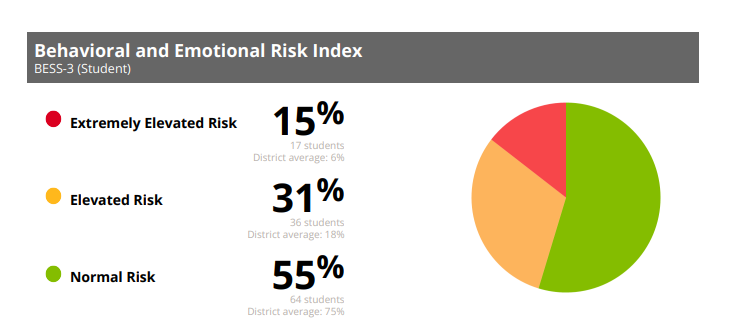 Behavioral and Emotional Risk Index
BESS-3 (Student)
Extremely Elevated Risk
15%
17 students
District average: 6%
Elevated Risk
31%
36 students
District average: 18%
Normal Risk
55%
64 students
District average: 75%